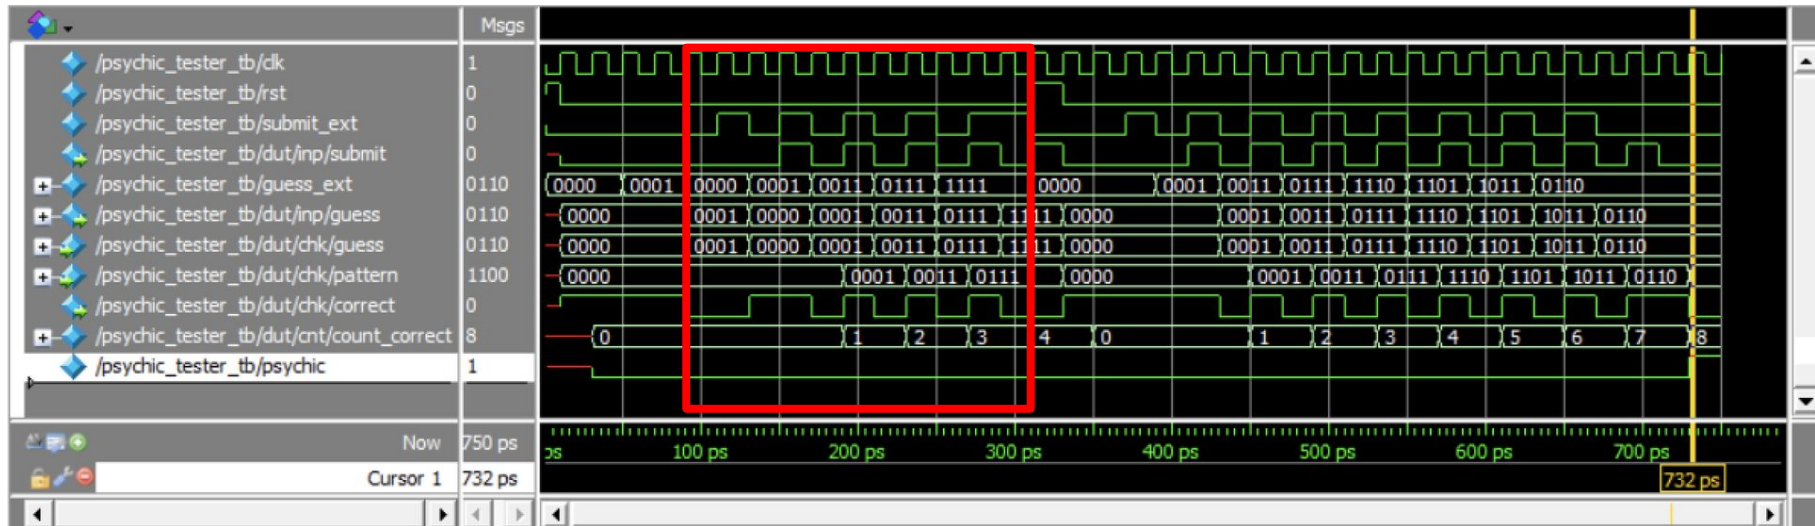 Msgs
/psychic_tester_tb/clk 1
/psychic_tester_tb/rst 0
/psychic_tester_tb/submit_ext 0
/psychic_tester_tb/dut/inp/submit 0
/psychic_tester_tb/guess_ext 0110 0000 0001 0000 0001 0011 0111 1111 0000 0001 0011 0111 1110 1101 1011 0110
/psychic_tester_tb/dut/inp/guess 0110 0000 0001 0000 0001 0011 0111 1111 0000 0001 0011 0111 1110 1101 1011 0110
/psychic_tester_tb/dut/chk/guess 0110 0000 0001 0000 0001 0011 0111 1111 0000 0001 0011 0111 1110 1101 1011 0110
/psychic_tester_tb/dut/chk/pattern 1100 0000 0001 0011 0111 0000 0001 0011 0111 1110 1101 1011 0110
/psychic_tester_tb/dut/chk/correct 0
/psychic_tester_tb/dut/cnt/count_correct 8 0 1 2 3 4 0 1 2 3 4 5 6 7 8
/psychic_tester_tb/psychic 1
Now 750 ps ps 100 ps 200 ps 300 ps 400 ps 500 ps 600 ps 700 ps
Cursor 1 732 ps 732 ps